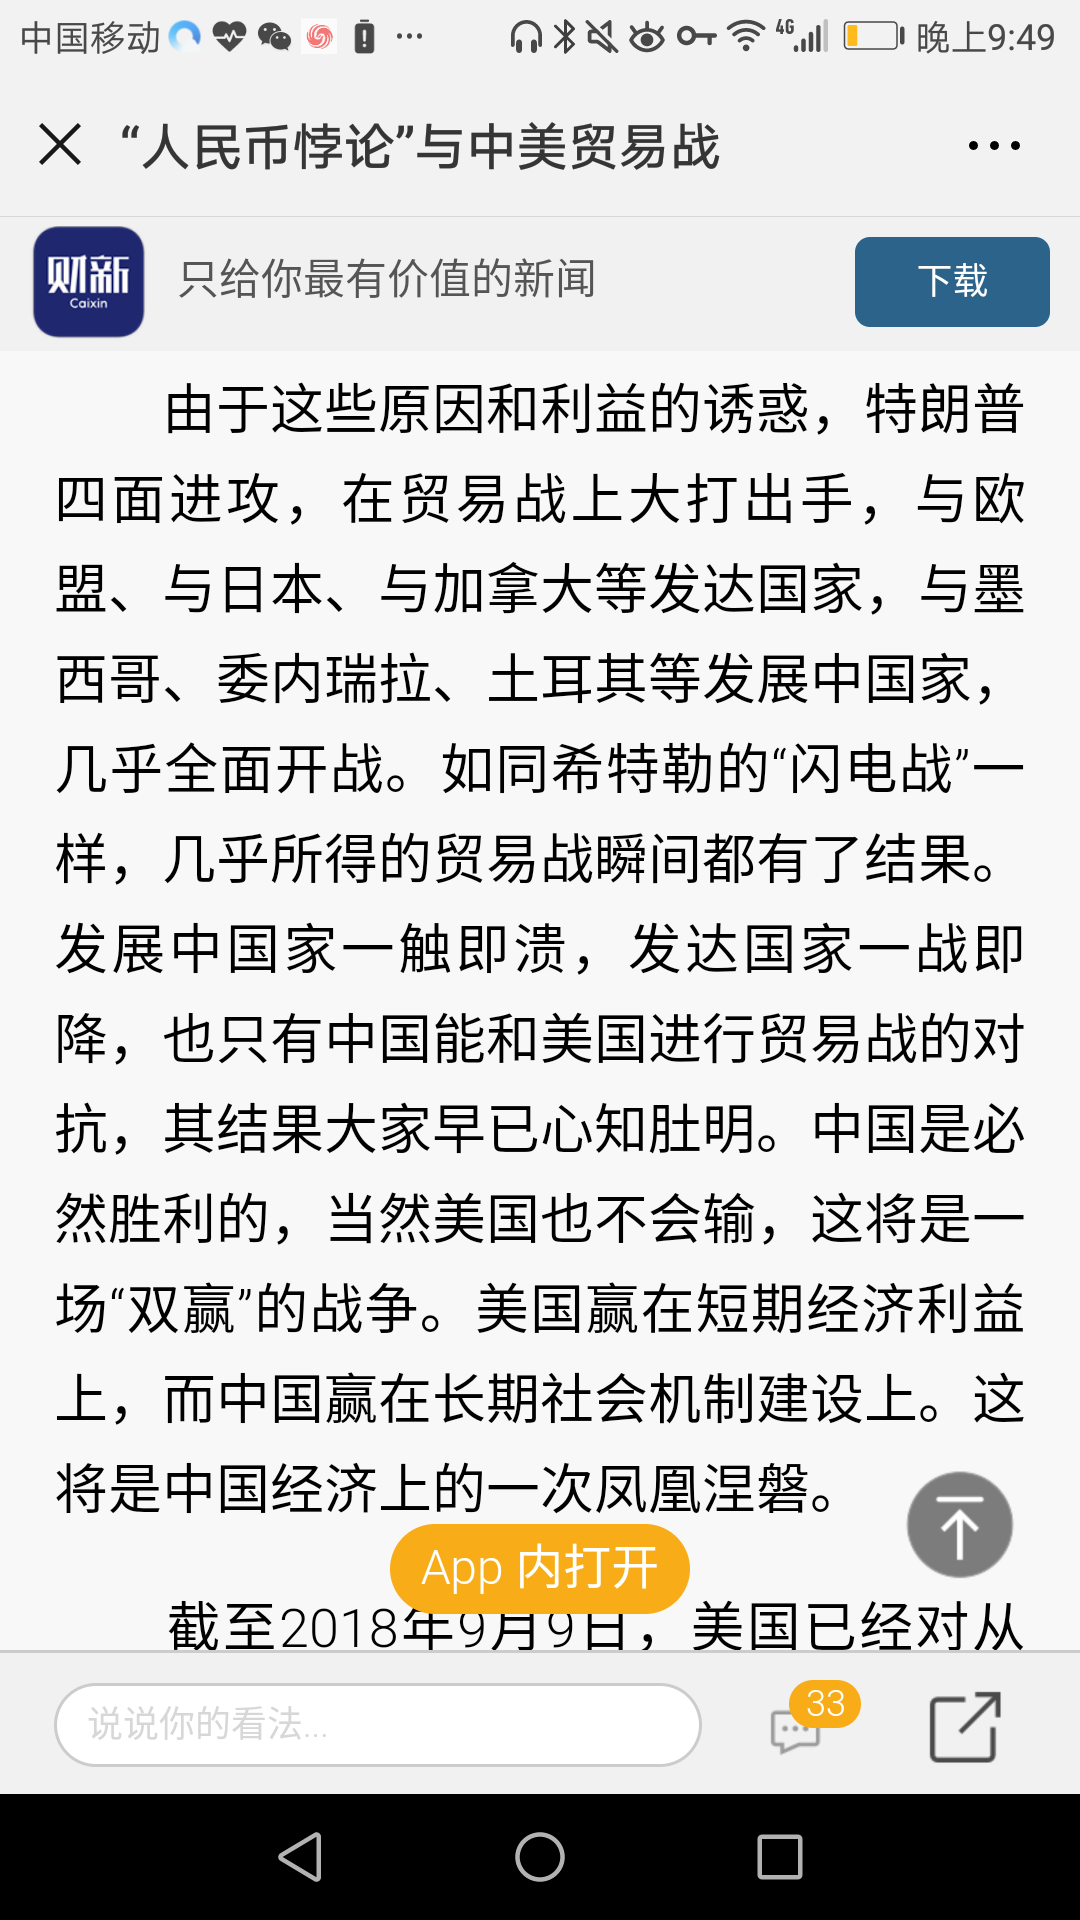 中国移动 4G 晚上9:49
“人民币悖论”与中美贸易战
财新
Caixin
只给你最有价值的新闻
下载
由于这些原因和利益的诱惑，特朗普
四面进攻，在贸易战上大打出手，与欧
盟、与日本、与加拿大等发达国家，与墨
西哥、委内瑞拉、土耳其等发展中国家，
几乎全面开战。如同希特勒的“闪电战”一
样，几乎所得的贸易战瞬间都有了结果。
发展中国家一触即溃，发达国家一战即
降，也只有中国能和美国进行贸易战的对
抗，其结果大家早已心知肚明。中国是必
然胜利的，当然美国也不会输，这将是一
场“双赢”的战争。美国赢在短期经济利益
上，而中国赢在长期社会机制建设上。这
将是中国经济上的一次凤凰涅磐。
App 内打开
截至2018年9月9日，美国已经对从
说说你的看法...
33